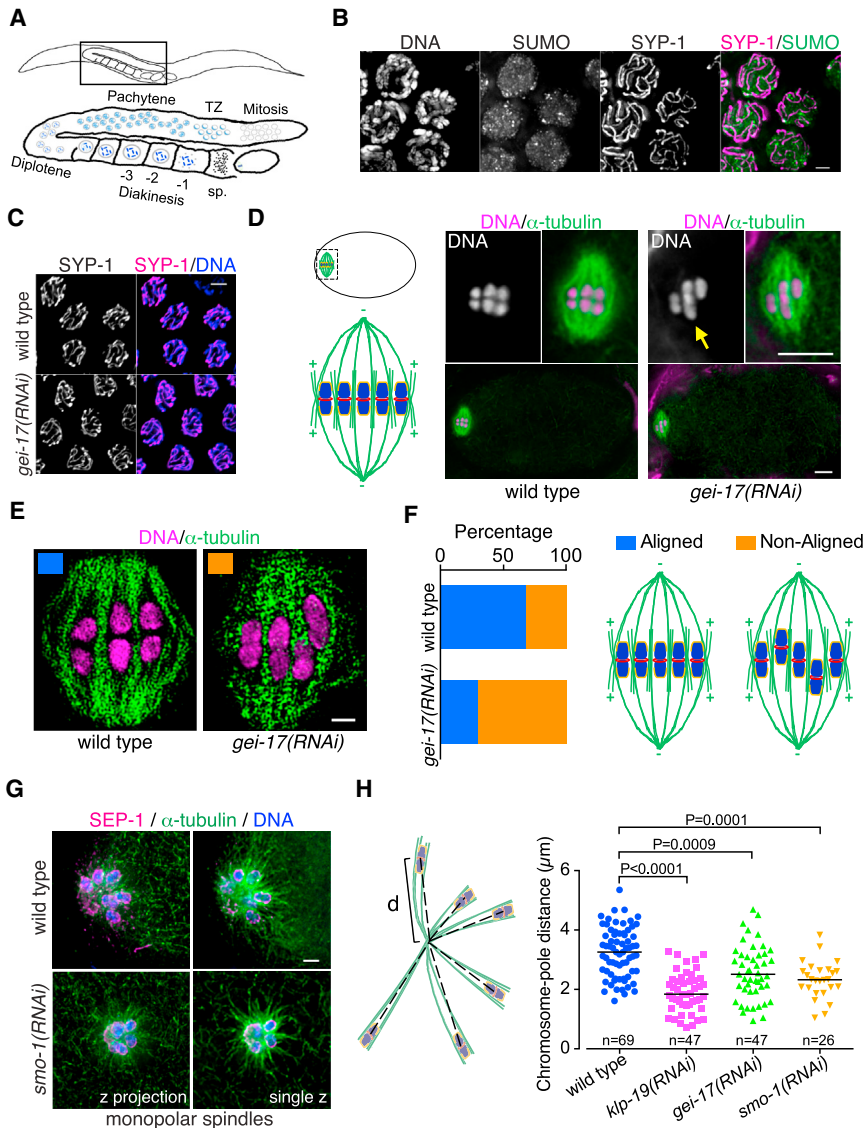 A
Pachytene
TZ
Mitosis
Diplotene
-3
-2
-1
sp.
Diakinesis
B
DNA
SUMO
SYP-1
SYP-1/SUMO
C
SYP-1
SYP-1/DNA
wild type
gei-17(RNAi)
D
-
+ +
+ +
-
DNA/α-tubulin
DNA/α-tubulin
DNA
DNA
wild type
gei-17(RNAi)
E
DNA/α-tubulin
wild type
gei-17(RNAi)
F
Percentage
0 50 100
wild type
gei-17(RNAi)
Aligned
Non-Aligned
- -
+ + + +
+ + + +
- -
G
SEP-1 / α-tubulin / DNA
wild type
smo-1(RNAi)
z projection
single z
monopolar spindles
H
d
P=0.0001
P=0.0009
P<0.0001
Chromosome-pole distance (µm)
6
4
2
0
n=69
n=47
n=47
n=26
wild type
klp-19(RNAi)
gei-17(RNAi)
smo-1(RNAi)